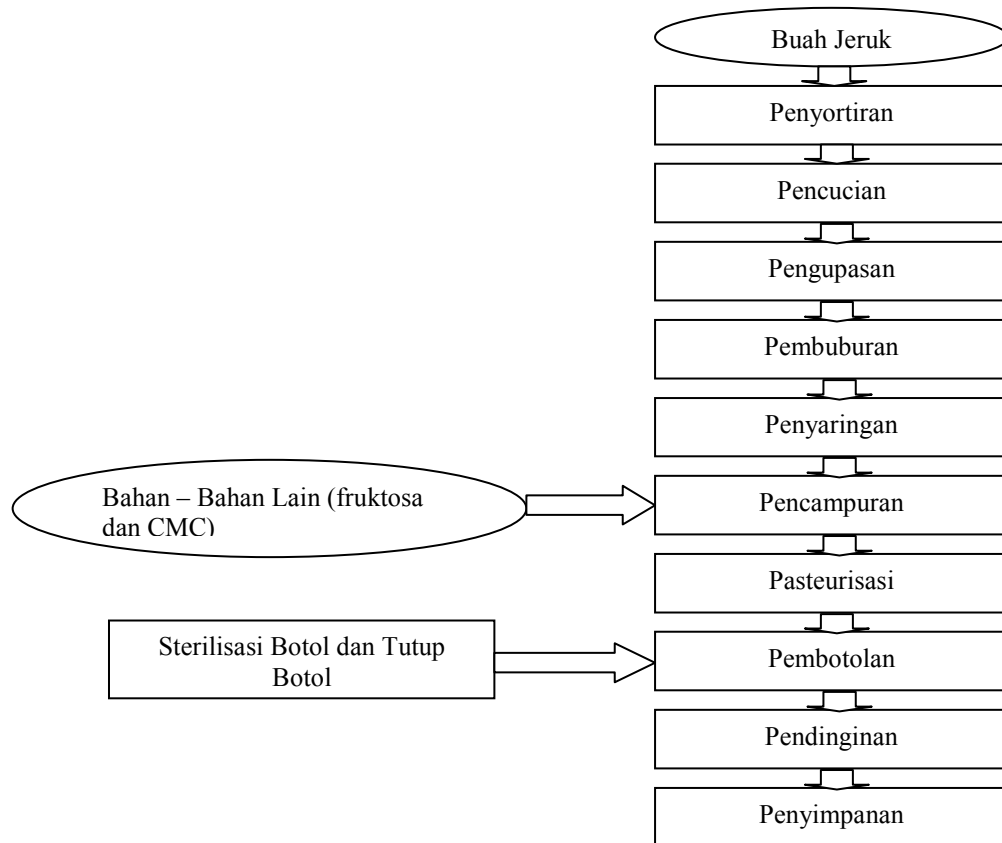 Buah Jeruk
Penyortiran
Pencucian
Pengupasan
Pembuburan
Penyaringan
Bahan – Bahan Lain (fruktosa
dan CMC)
Pencampuran
Pasteurisasi
Sterilisasi Botol dan Tutup
Botol
Pembotolan
Pendinginan
Penyimpanan